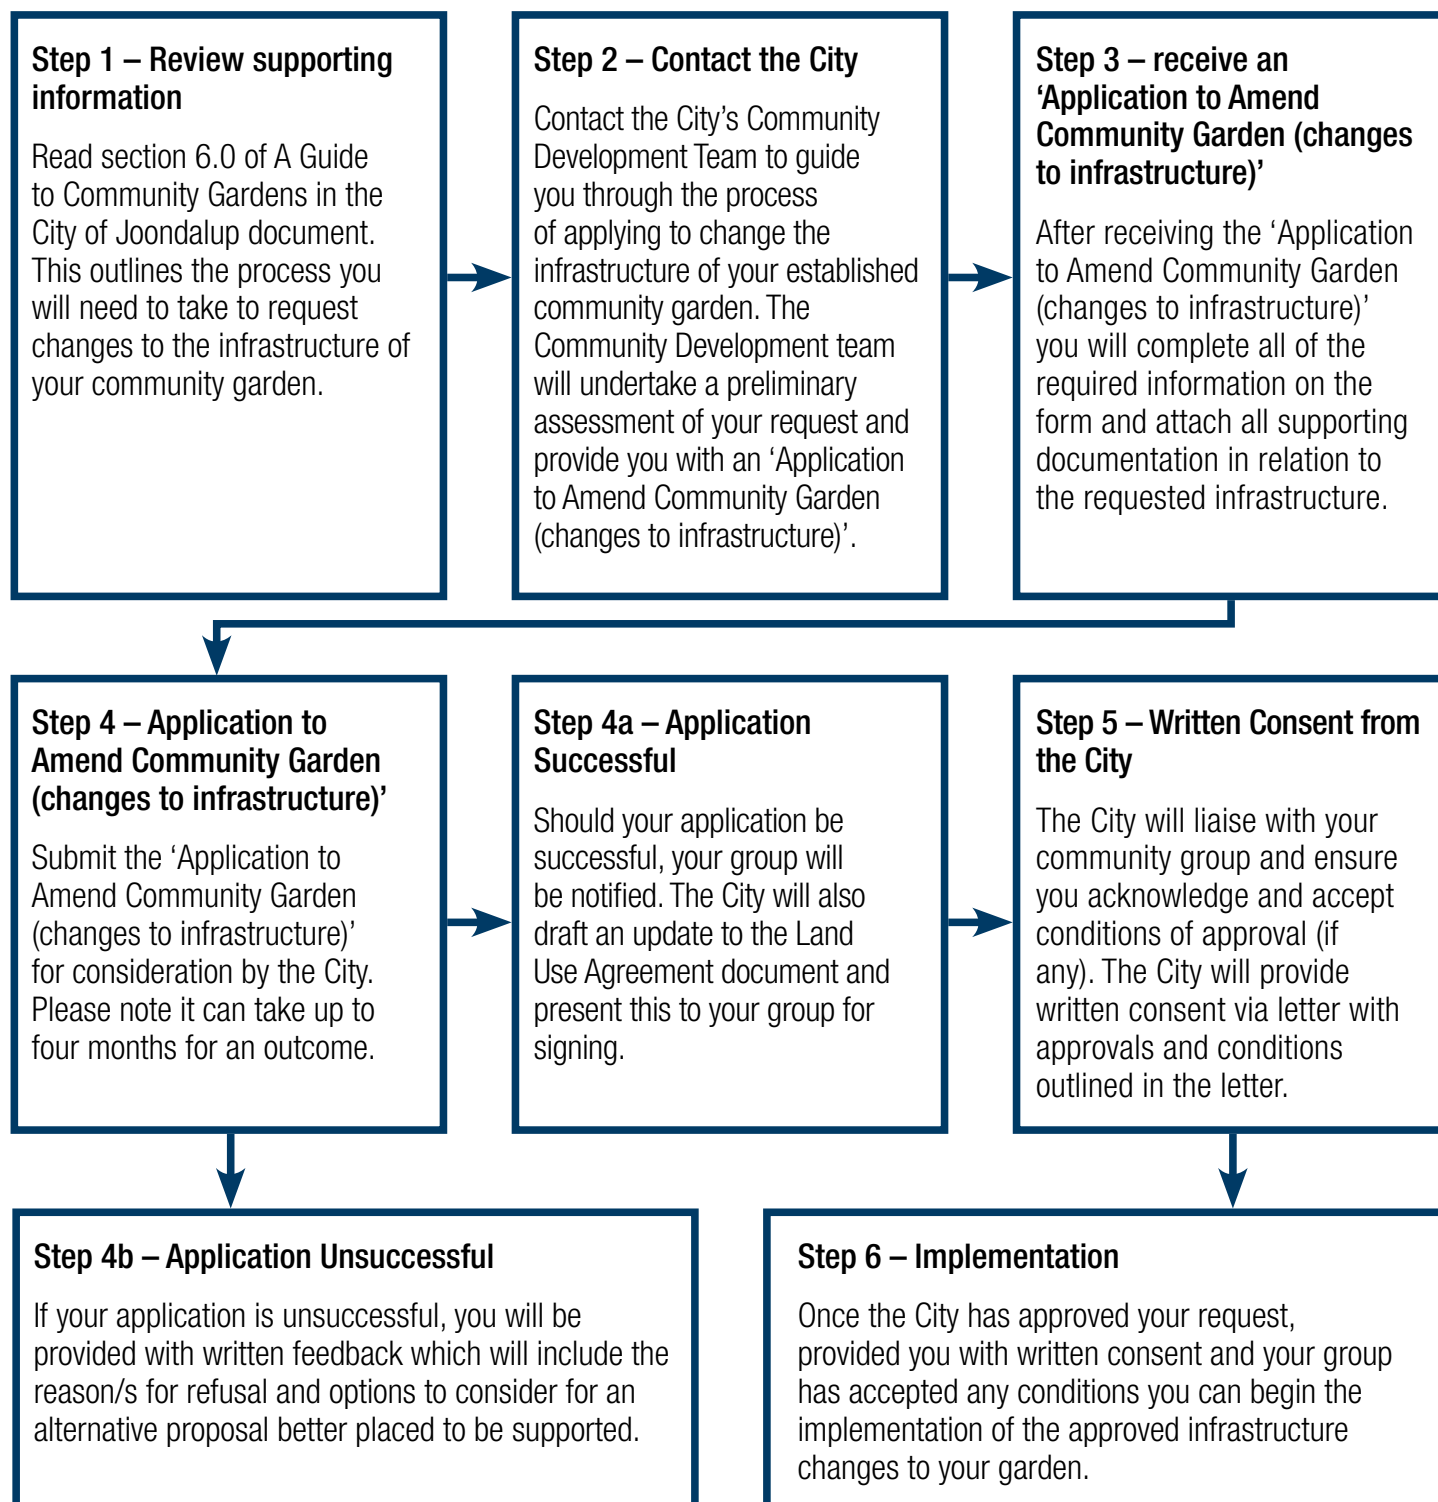 Step 1 – Review supporting
information
Read section 6.0 of A Guide
to Community Gardens in the
City of Joondalup document.
This outlines the process you
will need to take to request
changes to the infrastructure of
your community garden.
Step 2 – Contact the City
Contact the City’s Community
Development Team to guide
you through the process
of applying to change the
infrastructure of your established
community garden. The
Community Development team
will undertake a preliminary
assessment of your request and
provide you with an ‘Application
to Amend Community Garden
(changes to infrastructure)’.
Step 3 – receive an
‘Application to Amend
Community Garden (changes
to infrastructure)’
After receiving the ‘Application
to Amend Community Garden
(changes to infrastructure)’
you will complete all of the
required information on the
form and attach all supporting
documentation in relation to
the requested infrastructure.
Step 4 – Application to
Amend Community Garden
(changes to infrastructure)’
Submit the ‘Application to
Amend Community Garden
(changes to infrastructure)’
for consideration by the City.
Please note it can take up to
four months for an outcome.
Step 4a – Application
Successful
Should your application be
successful, your group will
be notified. The City will also
draft an update to the Land
Use Agreement document and
present this to your group for
signing.
Step 5 – Written Consent from
the City
The City will liaise with your
community group and ensure
you acknowledge and accept
conditions of approval (if
any). The City will provide
written consent via letter with
approvals and conditions
outlined in the letter.
Step 4b – Application Unsuccessful
If your application is unsuccessful, you will be
provided with written feedback which will include the
reason/s for refusal and options to consider for an
alternative proposal better placed to be supported.
Step 6 – Implementation
Once the City has approved your request,
provided you with written consent and your group
has accepted any conditions you can begin the
implementation of the approved infrastructure
changes to your garden.